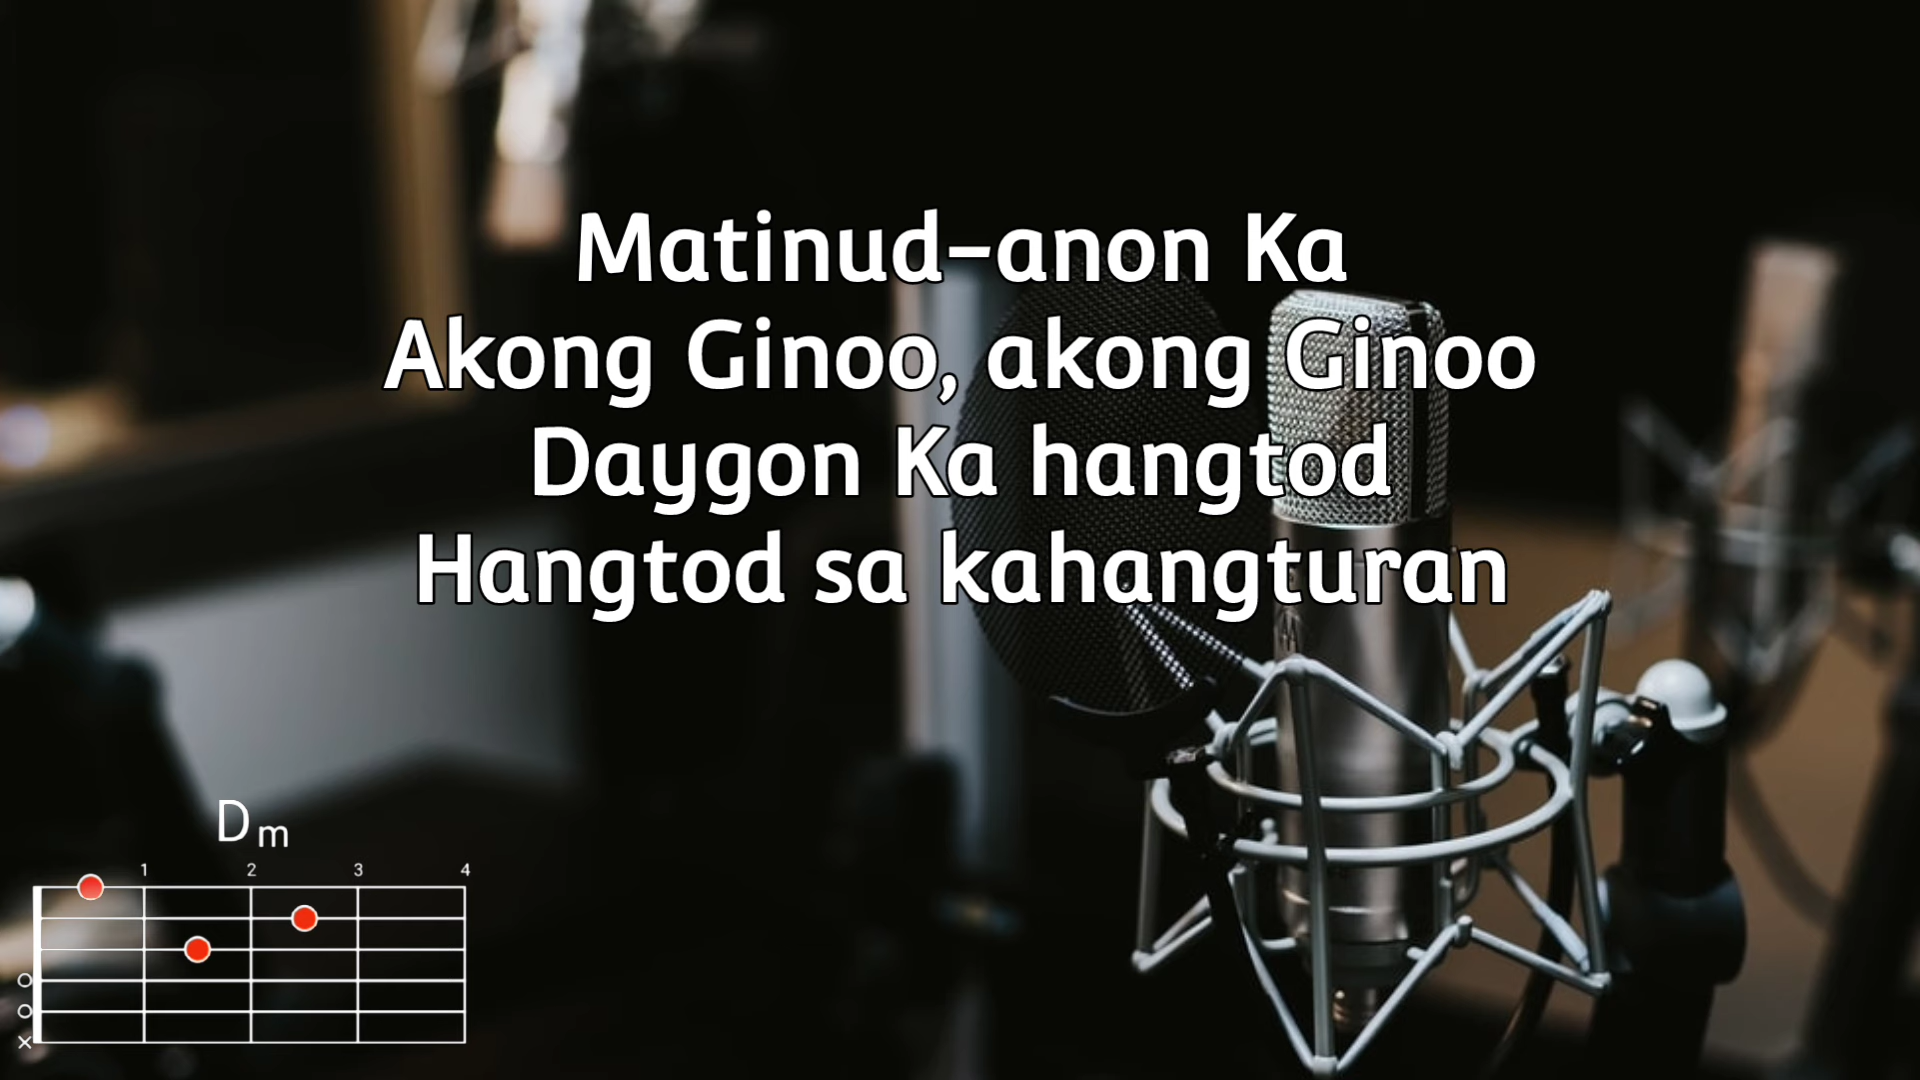 Matinud-anon Ka
Akong Ginoo, akong Ginoo
Daygon Ka hangtod
Hangtod sa kahangturan
Dm
1 2 3 4